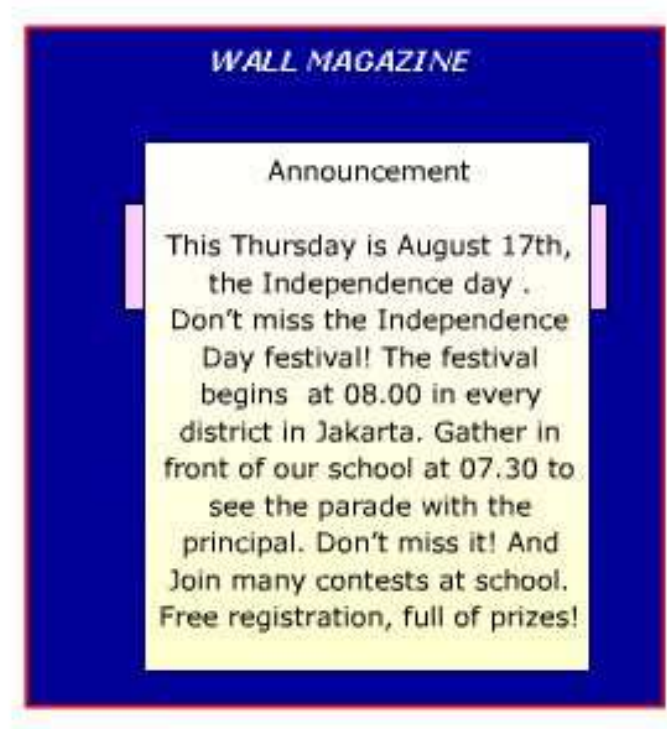 WALL MAGAZINE
Announcement
This Thursday is August 17th,
the Independence day .
Don't miss the Independence
Day festival! The festival
begins at 08.00 in every
district in Jakarta. Gather in
front of our school at 07.30 to
see the parade with the
principal. Don't miss it! And
Join many contests at school.
Free registration, full of prizes!